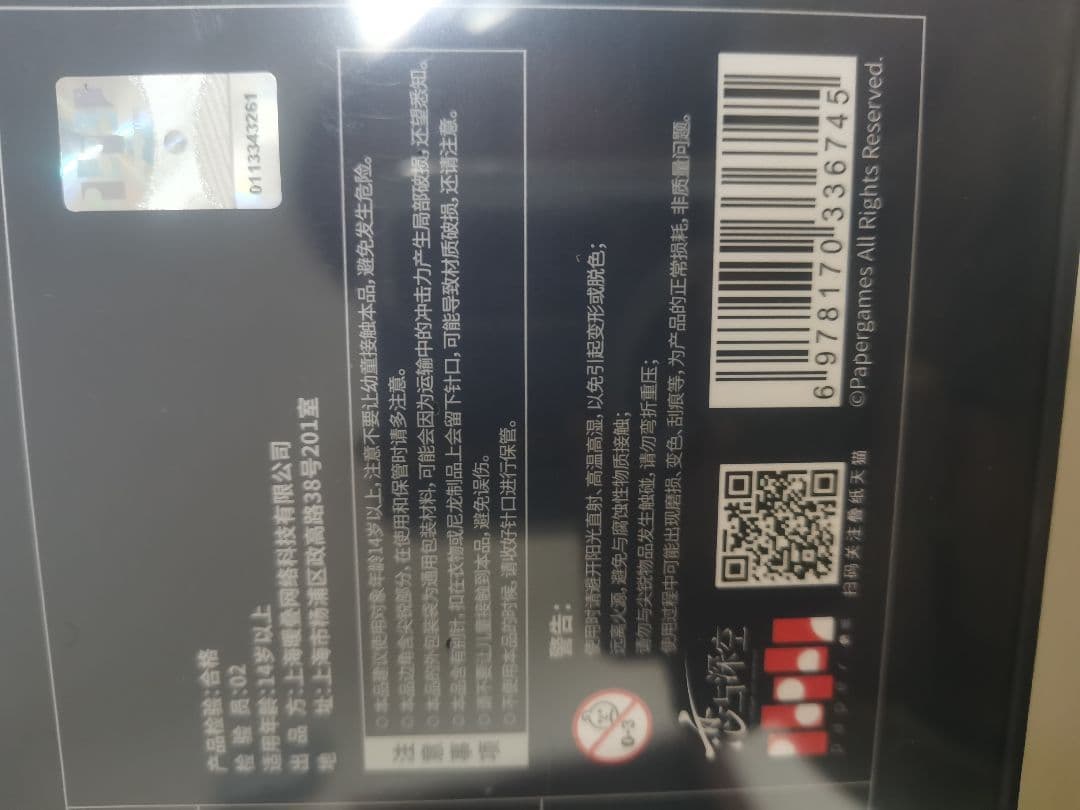 0113343261
产品检验:合格
检 验 员:02
适用年龄:14岁以上
出 品 方:上海暖叠网络科技有限公司
地 址:上海市杨浦区政高路38号201室
注意事项
○本品建议使用对象年龄14岁以上,注意不要让幼童接触本品,避免发生危险。
○本品边角含尖锐部分,在使用和保管时请多注意。
○本品的外包装为通用包装材料,可能会因为运输中的冲击力产生局部破损,还望悉知。
○本品含有别针,扣在衣物或尼龙制品上会留下针口,可能导致材质破损,还请注意。
○请不要让儿童接触到本品,避免误伤。
○不使用本品的时候,请收好针口进行保管。
警告:
使用时请避开阳光直射、高温高湿,以免引起变形或脱色;
远离火源,避免与腐蚀性物质接触;
请勿与尖锐物品发生触碰,请勿弯折重压;
使用过程中可能出现磨损、变色、刮痕等,为产品的正常损耗,非质量问题。
0-3
恋与深空
paper
扫码关注叠纸天猫
6 978170 336745
©Papergames All Rights Reserved.